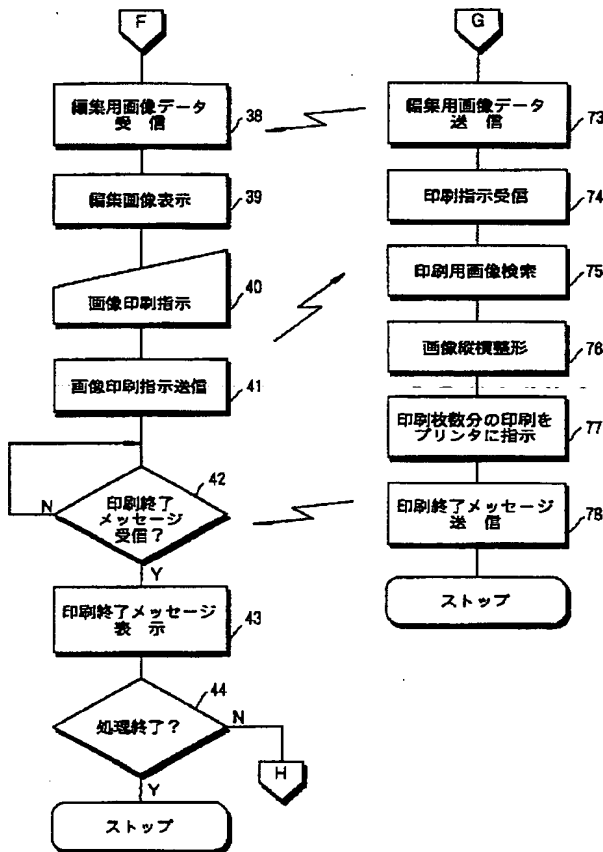 F
編集用画像データ
受信
38
編集画像表示
39
画像印刷指示
40
画像印刷指示送信
41
印刷終了
メッセージ
受信？
42
N
Y
印刷終了メッセージ
表示
43
処理終了？
44
N
H
Y
ストップ
G
編集用画像データ
送信
73
印刷指示受信
74
印刷用画像検索
75
画像縦横整形
76
印刷枚数分の印刷を
プリンタに指示
77
印刷終了メッセージ
送信
78
ストップ